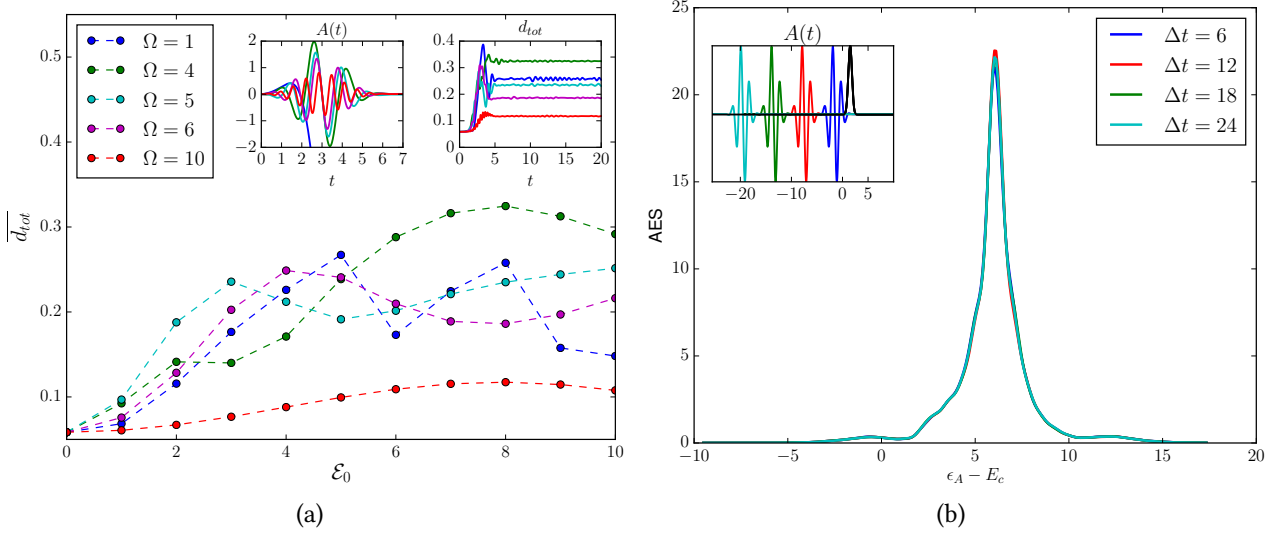 0.55
0.5
0.4
0.3
0.2
0.1
0 2 4 6 8 10
ℰ₀
d_tot
Ω = 1
Ω = 4
Ω = 5
Ω = 6
Ω = 10
A(t)
2
1
0
−1
−2
0 1 2 3 4 5 6 7
t
d_tot
0.4
0.3
0.2
0.1
0.0
0 5 10 15 20
t
(a)
25
20
15
10
5
0
−10 −5 0 5 10 15 20
ϵ_A − E_c
AES
A(t)
−20 −10 0
Δt = 6
Δt = 12
Δt = 18
Δt = 24
(b)